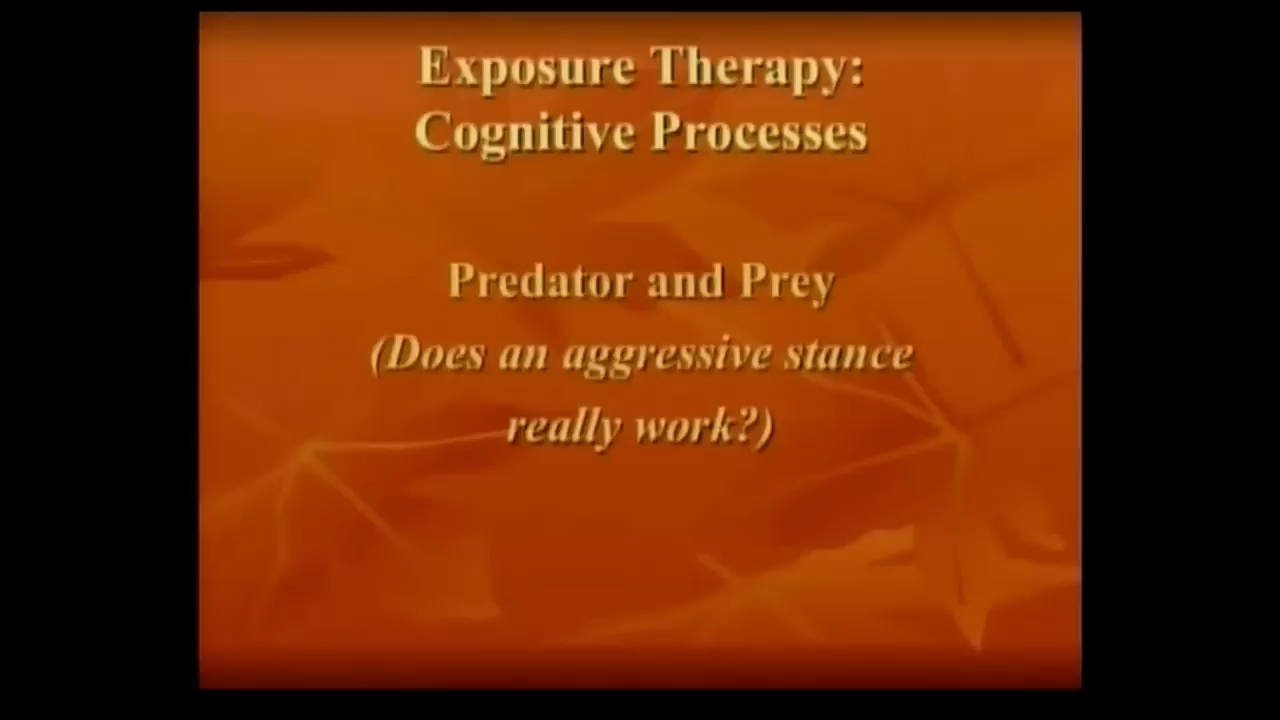 Exposure Therapy:
Cognitive Processes
Predator and Prey
(Does an aggressive stance
really work?)